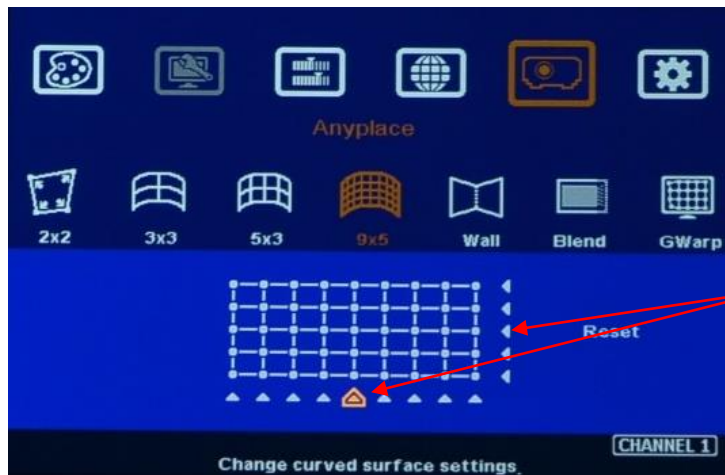 Anyplace
2x2 3x3 5x3 9x5 Wall Blend GWarp
Reset
CHANNEL 1
Change curved surface settings.